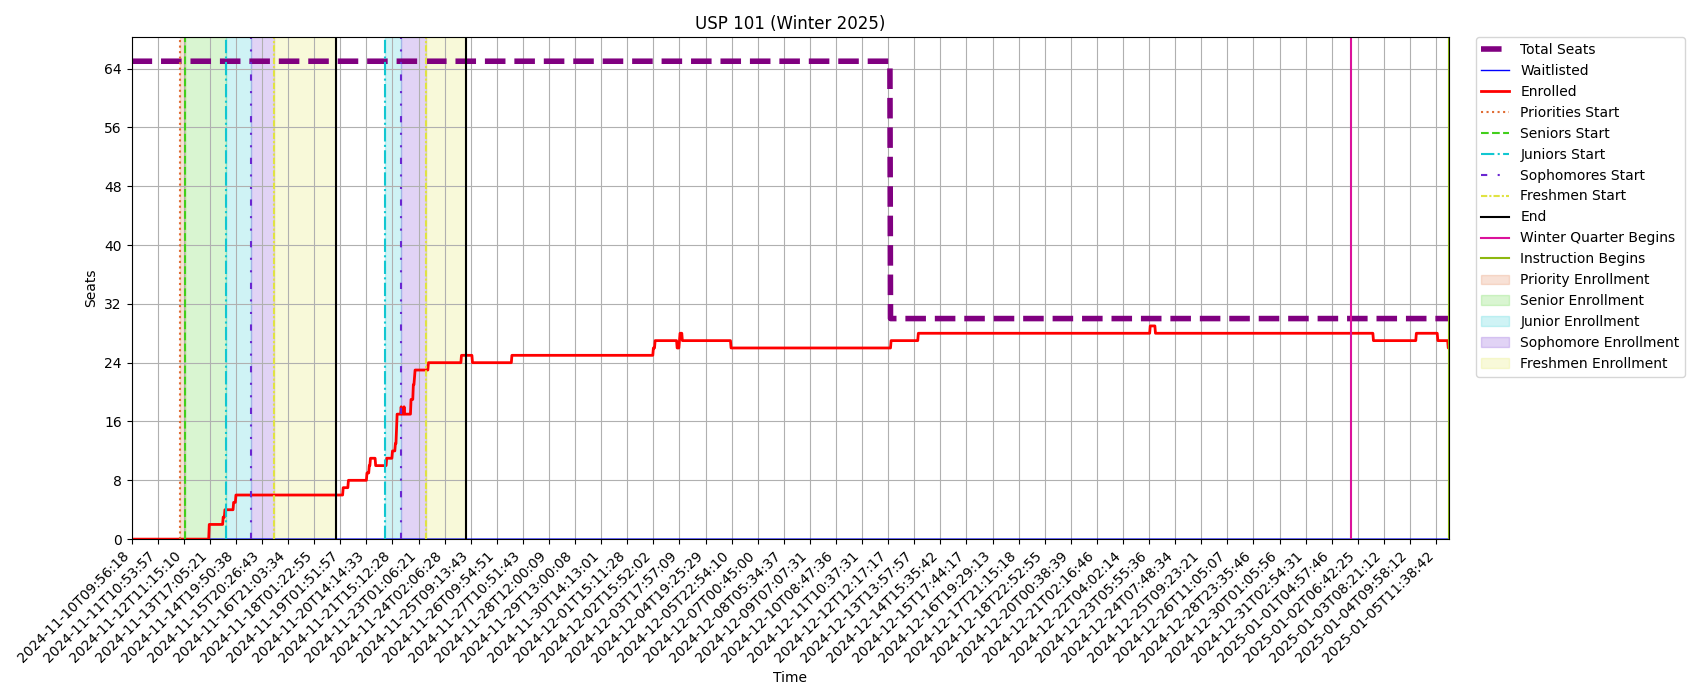 USP 101 (Winter 2025)
Seats
64
56
48
40
32
24
16
8
0
2024-11-10T09:56:18
2024-11-11T10:53:57
2024-11-12T11:15:10
2024-11-13T17:05:21
2024-11-14T19:50:38
2024-11-15T20:26:43
2024-11-16T21:03:34
2024-11-18T01:22:55
2024-11-19T01:51:57
2024-11-20T14:14:33
2024-11-21T15:12:28
2024-11-23T01:06:21
2024-11-24T02:06:28
2024-11-25T09:13:43
2024-11-26T09:54:51
2024-11-27T10:51:43
2024-11-28T12:00:09
2024-11-29T13:00:08
2024-11-30T14:13:01
2024-12-01T15:11:28
2024-12-02T15:52:02
2024-12-03T17:57:09
2024-12-04T19:25:29
2024-12-05T22:54:10
2024-12-07T00:45:00
2024-12-08T05:34:37
2024-12-09T07:07:31
2024-12-10T08:47:36
2024-12-11T10:37:31
2024-12-12T12:17:17
2024-12-13T13:57:57
2024-12-14T15:35:42
2024-12-15T17:44:17
2024-12-16T19:29:13
2024-12-17T21:15:18
2024-12-18T22:52:55
2024-12-20T00:38:39
2024-12-21T02:16:46
2024-12-22T04:02:14
2024-12-23T05:55:36
2024-12-24T07:48:34
2024-12-25T09:23:21
2024-12-26T11:05:07
2024-12-28T23:35:46
2024-12-30T01:05:56
2024-12-31T02:54:31
2025-01-01T04:57:46
2025-01-02T06:42:25
2025-01-03T08:21:12
2025-01-04T09:58:12
2025-01-05T11:38:42
Time
Total Seats
Waitlisted
Enrolled
Priorities Start
Seniors Start
Juniors Start
Sophomores Start
Freshmen Start
End
Winter Quarter Begins
Instruction Begins
Priority Enrollment
Senior Enrollment
Junior Enrollment
Sophomore Enrollment
Freshmen Enrollment